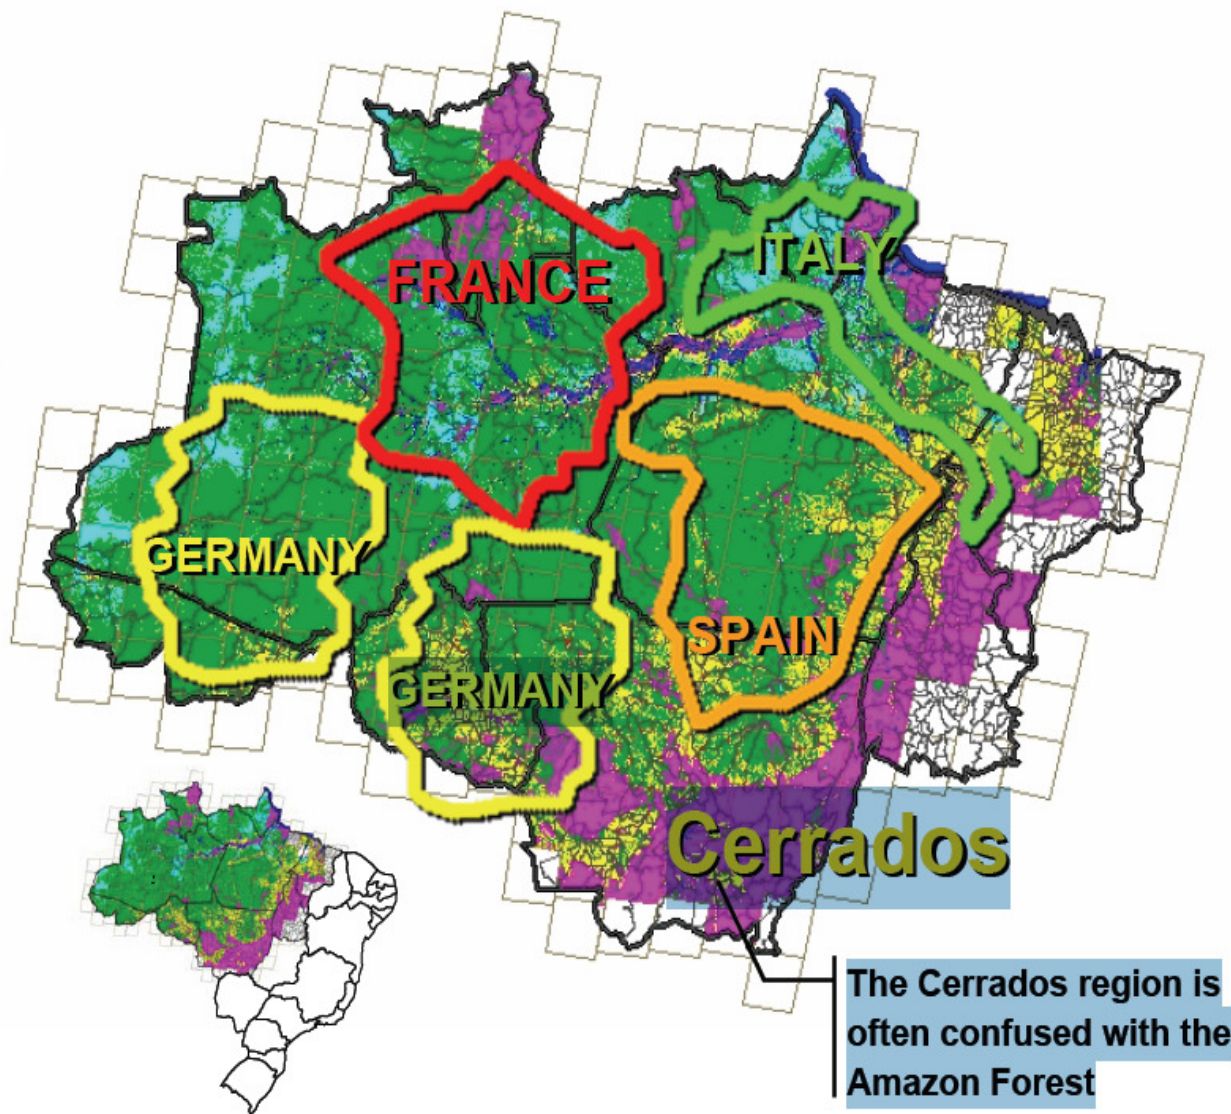 ITALY
FRANCE
GERMANY
SPAIN
GERMANY
Cerrados
The Cerrados region is
often confused with the
Amazon Forest